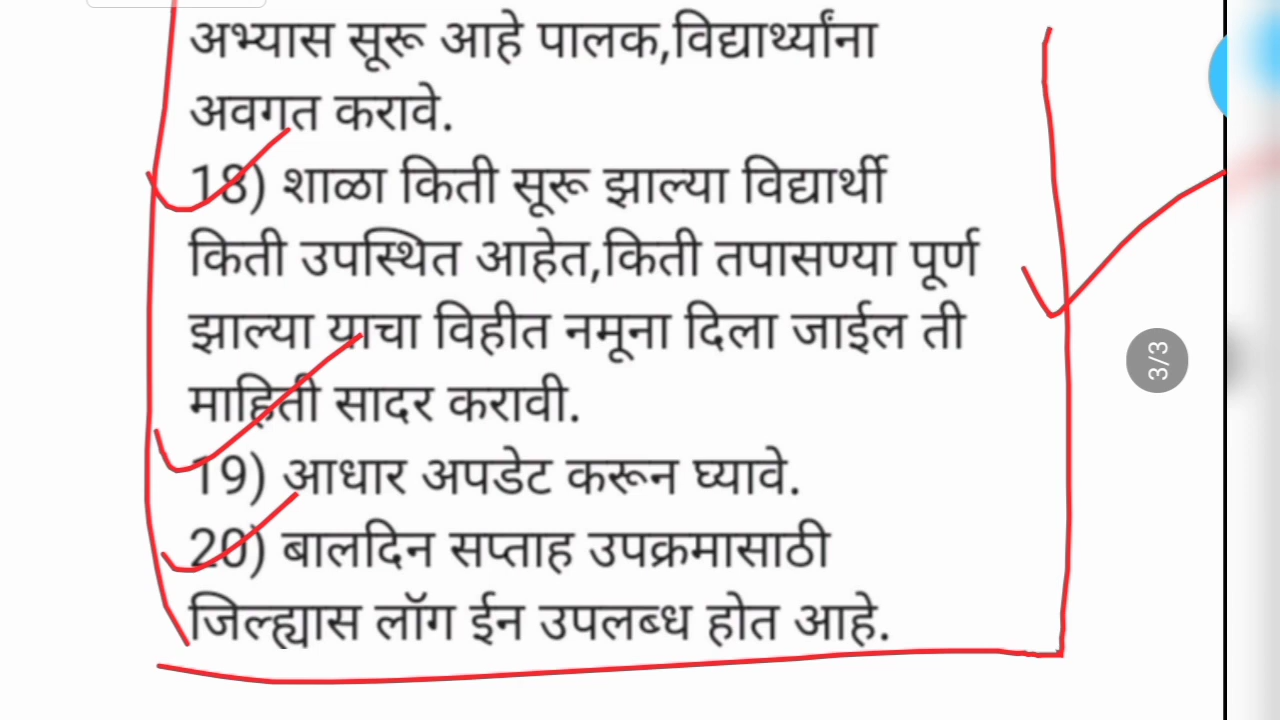 अभ्यास सूरू आहे पालक,विद्यार्थ्यांना
अवगत करावे.
18) शाळा किती सूरू झाल्या विद्यार्थी
किती उपस्थित आहेत,किती तपासण्या पूर्ण
झाल्या याचा विहीत नमूना दिला जाईल ती
माहिती सादर करावी.
19) आधार अपडेट करून घ्यावे.
20) बालदिन सप्ताह उपक्रमासाठी
जिल्ह्यास लॉग ईन उपलब्ध होत आहे.
3/3